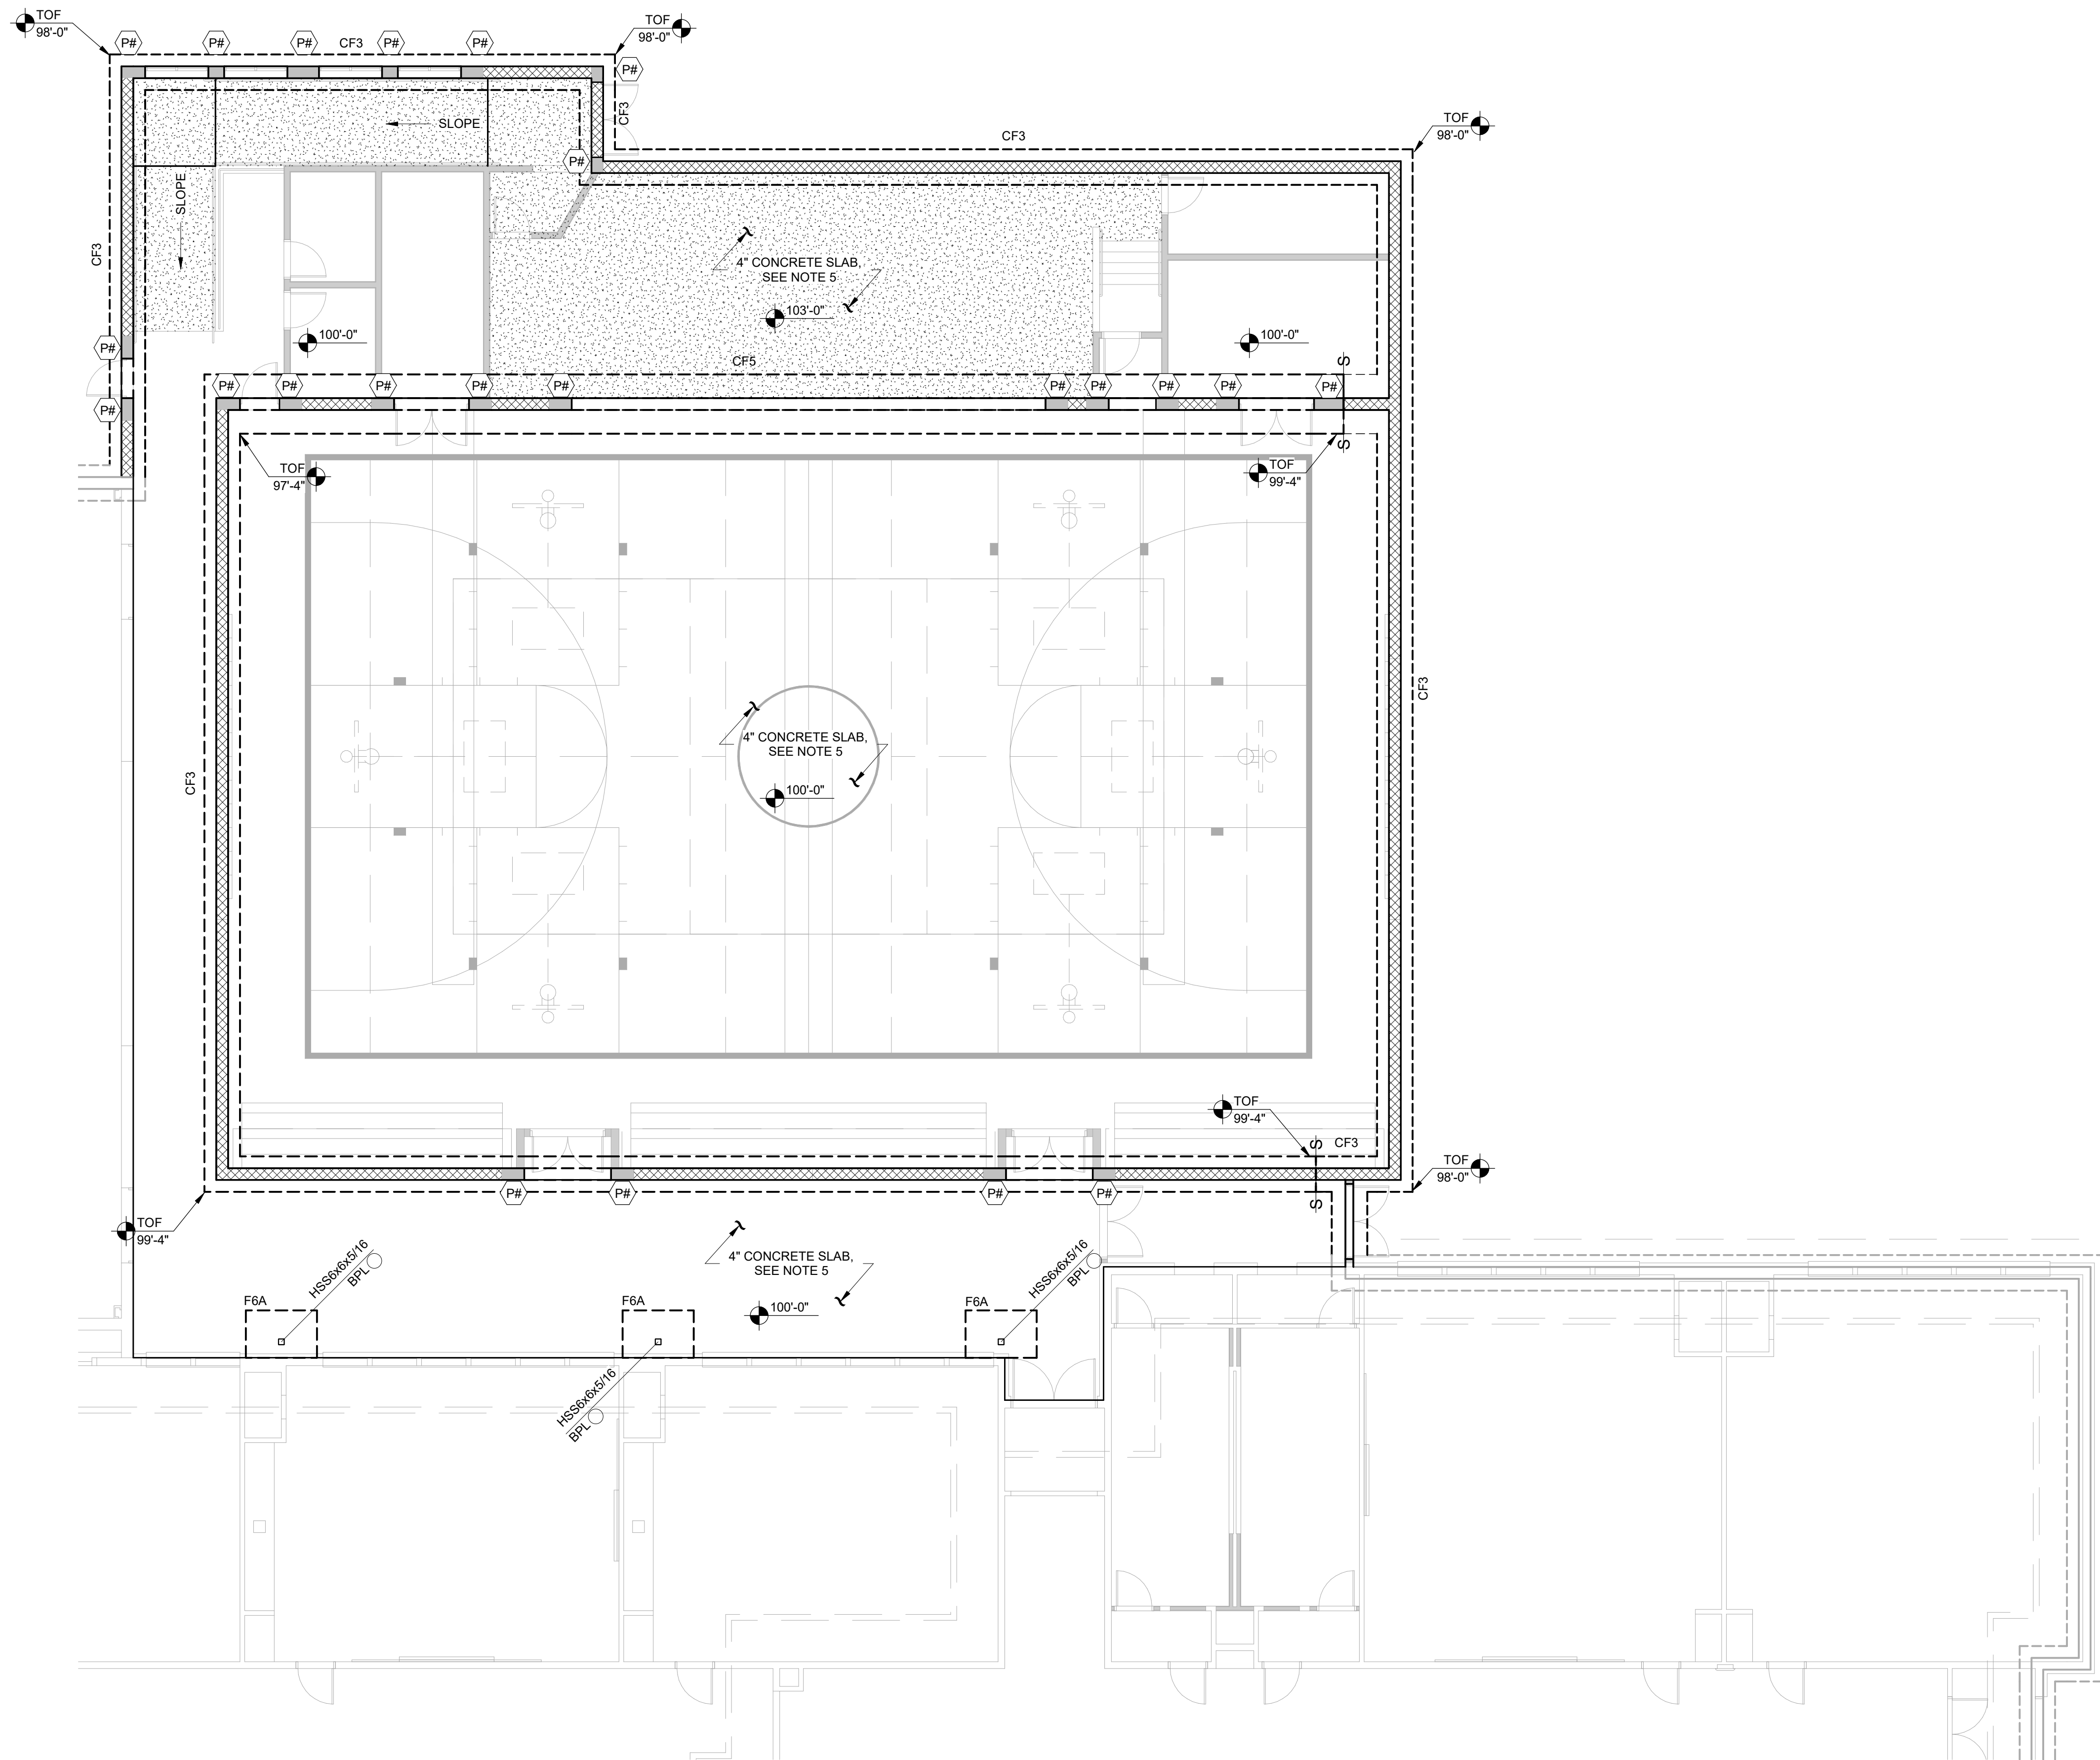 TOF
98'-0"
P#
P#
P#
CF3
P#
P#
TOF
98'-0"
P#
CF3
SLOPE
CF3
TOF
98'-0"
P#
SLOPE
CF3
4" CONCRETE SLAB,
SEE NOTE 5
103'-0"
100'-0"
100'-0"
P#
CF5
S
P#
P#
P#
P#
P#
P#
P#
P#
P#
P#
P#
S
TOF
97'-4"
TOF
99'-4"
CF3
4" CONCRETE SLAB,
SEE NOTE 5
100'-0"
CF3
TOF
99'-4"
S
CF3
TOF
98'-0"
P#
P#
P#
P#
S
TOF
99'-4"
4" CONCRETE SLAB,
SEE NOTE 5
100'-0"
HSS6x6x5/16
BPL
HSS6x6x5/16
BPL
F6A
F6A
F6A
HSS6x6x5/16
BPL